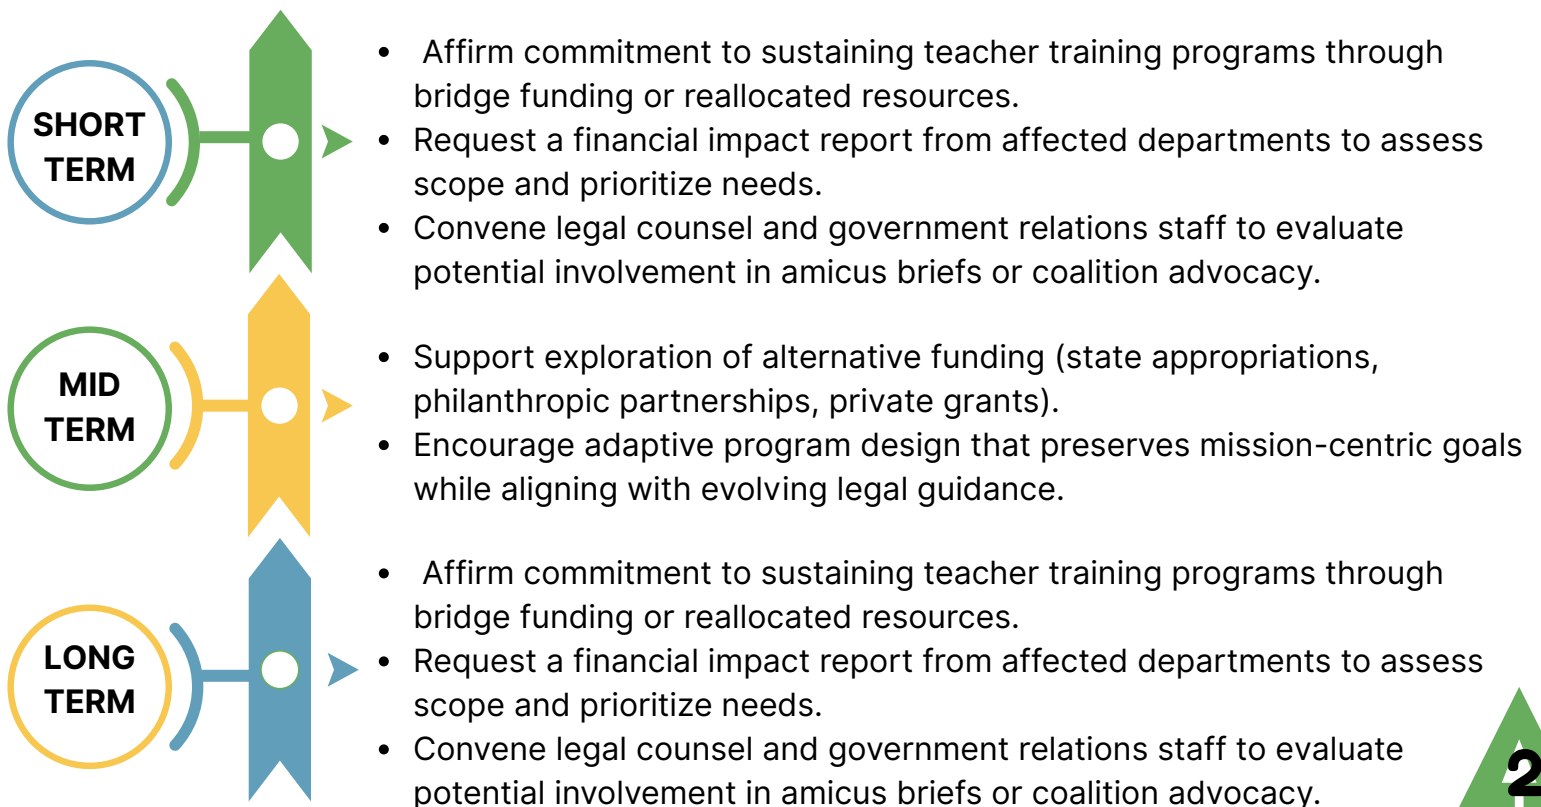 SHORT
TERM
• Affirm commitment to sustaining teacher training programs through
bridge funding or reallocated resources.
• Request a financial impact report from affected departments to assess
scope and prioritize needs.
• Convene legal counsel and government relations staff to evaluate
potential involvement in amicus briefs or coalition advocacy.
MID
TERM
• Support exploration of alternative funding (state appropriations,
philanthropic partnerships, private grants).
• Encourage adaptive program design that preserves mission-centric goals
while aligning with evolving legal guidance.
LONG
TERM
• Affirm commitment to sustaining teacher training programs through
bridge funding or reallocated resources.
• Request a financial impact report from affected departments to assess
scope and prioritize needs.
• Convene legal counsel and government relations staff to evaluate
potential involvement in amicus briefs or coalition advocacy.
2